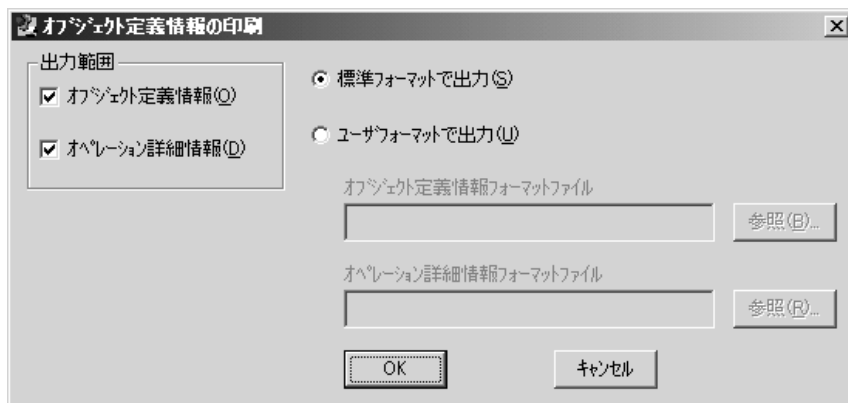 オブジェクト定義情報の印刷
出力範囲
オブジェクト定義情報(O)
オペレーション詳細情報(D)
標準フォーマットで出力(S)
ユーザフォーマットで出力(U)
オブジェクト定義情報フォーマットファイル
参照(B)...
オペレーション詳細情報フォーマットファイル
参照(R)...
OK
キャンセル